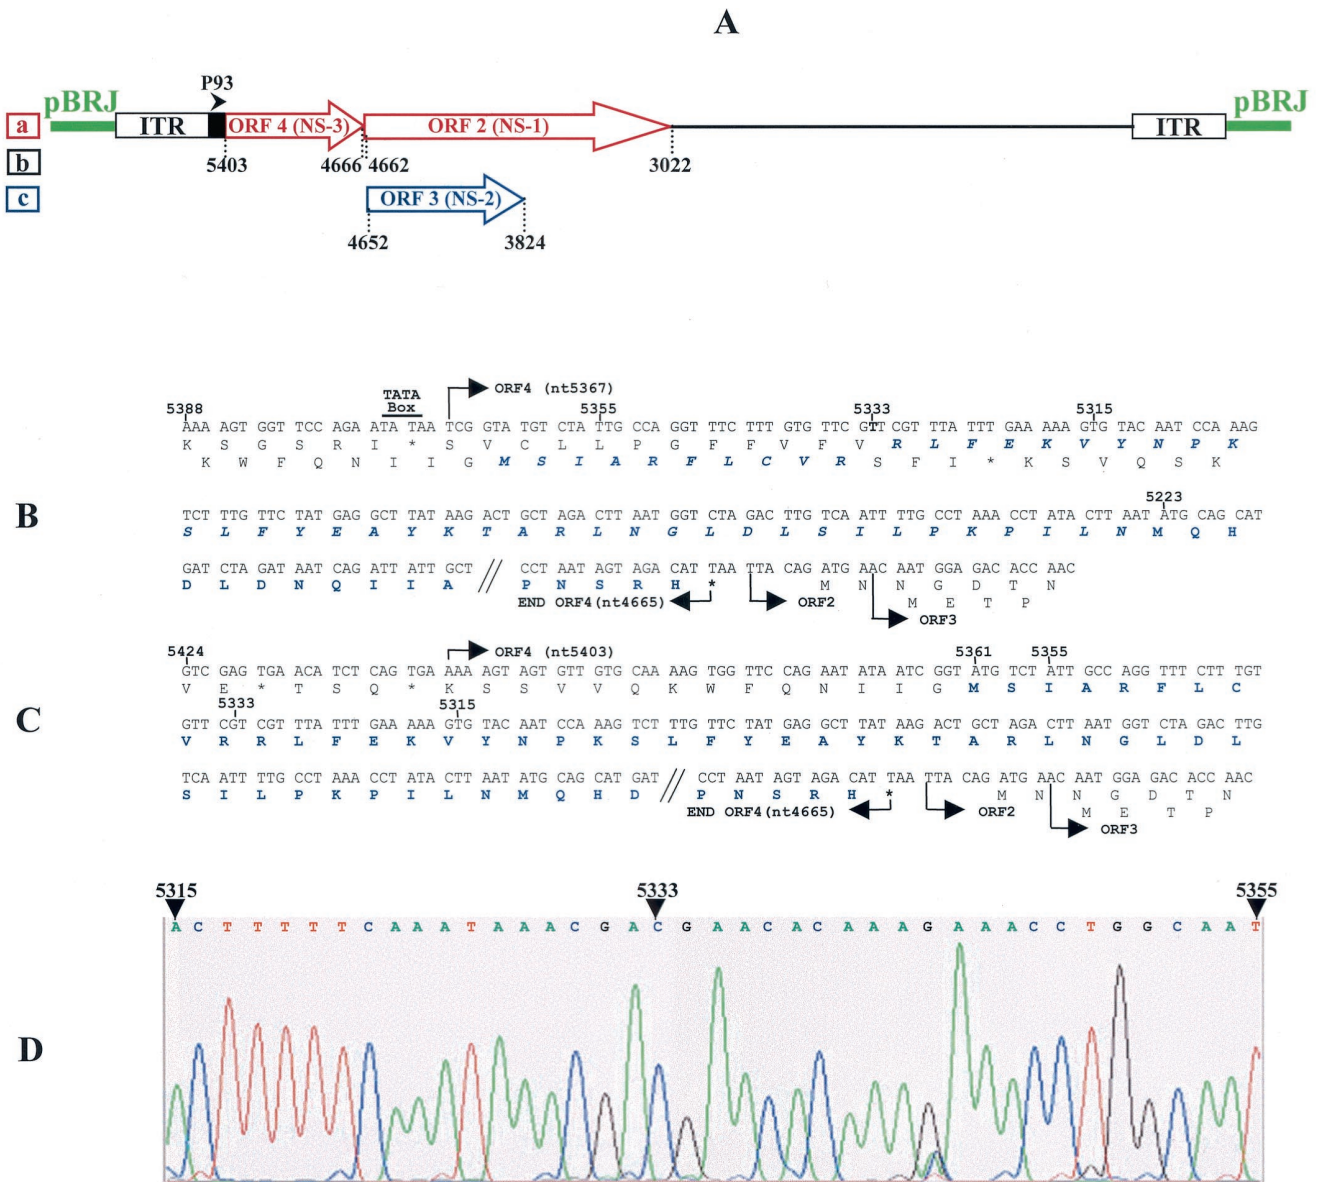 A
P93
pBRJ
pBRJ
a
ITR
ORF 4 (NS-3)
ORF 2 (NS-1)
ITR
b
5403
4666
4662
3022
c
ORF 3 (NS-2)
4652
3824
B
TATA
Box
ORF4 (nt5367)
5388
5355
5333
5315
AAA AGT GGT TCC AGA ATA TAA TCG GTA TGT CTA TTG CCA GGT TTC TTT GTG TTC GTT CGT TTA TTT GAA AAA GTG TAC AAT CCA AAG
K S G S R I * S V C L L P G F F V F V R L F E K V Y N P K
K W F Q N I I G M S I A R F L C V R S F I * K S V Q S K
5223
TCT TTG TTC TAT GAG GCT TAT AAG ACT GCT AGA CTT AAT GGT CTA GAC TTG TCA ATT TTG CCT AAA CCT ATA CTT AAT ATG CAG CAT
S L F Y E A Y K T A R L N G L D L S I L P K P I L N M Q H
GAT CTA GAT AAT CAG ATT ATT GCT // CCT AAT AGT AGA CAT TAA TTA CAG ATG AAC AAT GGA GAC ACC AAC
D L D N Q I I A P N S R H * M N N G D T N
END ORF4(nt4665)
ORF2
M E T P
ORF3
C
5424
ORF4 (nt5403)
5361
5355
GTC GAG TGA ACA TCT CAG TGA AAA AGT AGT GTT GTG CAA AAG TGG TTC CAG AAT ATA ATC GGT ATG TCT ATT GCC AGG TTT CTT TGT
V E * T S Q * K S S V V Q K W F Q N I I G M S I A R F L C
5333
5315
GTT CGT CGT TTA TTT GAA AAA GTG TAC AAT CCA AAG TCT TTG TTC TAT GAG GCT TAT AAG ACT GCT AGA CTT AAT GGT CTA GAC TTG
V R R L F E K V Y N P K S L F Y E A Y K T A R L N G L D L
TCA ATT TTG CCT AAA CCT ATA CTT AAT ATG CAG CAT GAT // CCT AAT AGT AGA CAT TAA TTA CAG ATG AAC AAT GGA GAC ACC AAC
S I L P K P I L N M Q H D P N S R H * M N N G D T N
END ORF4(nt4665)
ORF2
M E T P
ORF3
D
5315
5333
5355
A C T T T T T C A A A T A A A C G A C G A A C A C A A A G A A A C C T G G C A A T